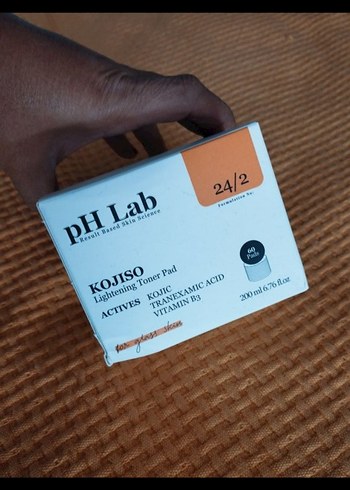 24/2
Formulation No:
pH Lab
Result Based Skin Science
KOJISO
Lightening Toner Pad
ACTIVES KOJIC
TRANEXAMIC ACID
VITAMIN B3
60
Pads
200 ml 6.76 fl.oz
for glass skin